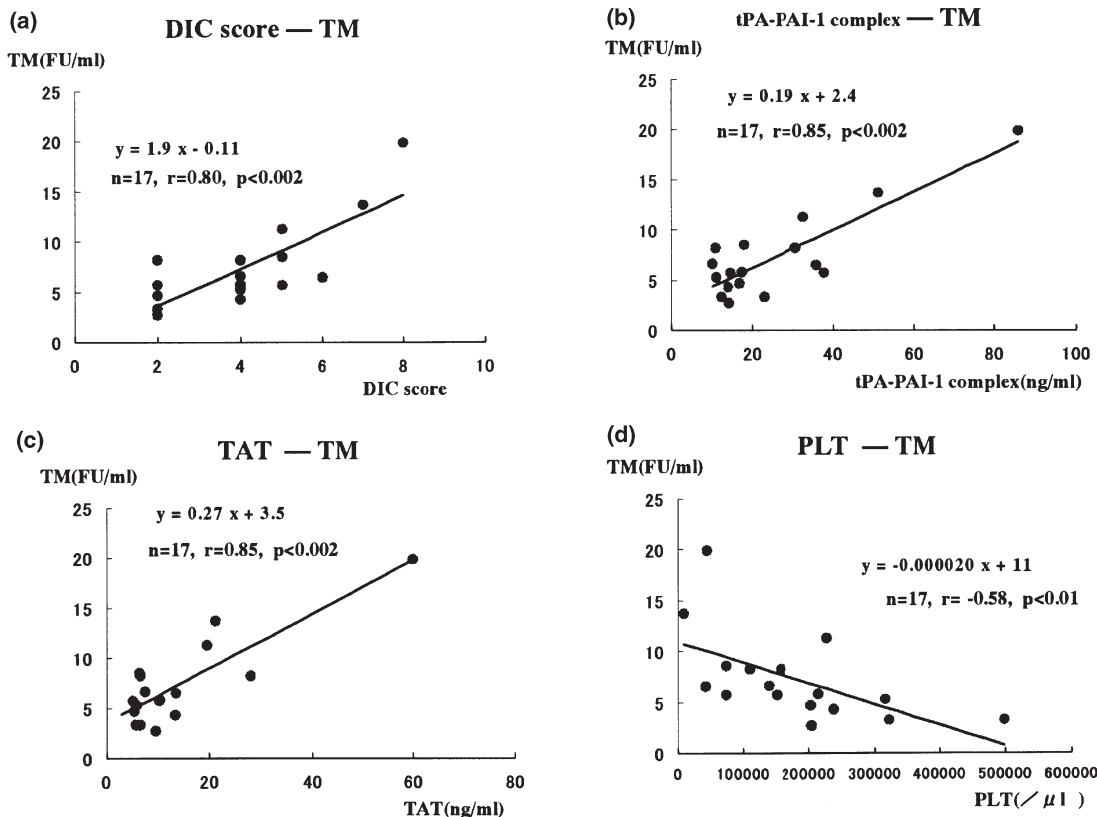 (a)
DIC score — TM
TM(FU/ml)
25
20
15
10
5
0
y = 1.9 x - 0.11
n=17, r=0.80, p<0.002
0 2 4 6 8 10
DIC score
(b)
tPA-PAI-1 complex — TM
TM(FU/ml)
25
20
15
10
5
0
y = 0.19 x + 2.4
n=17, r=0.85, p<0.002
0 20 40 60 80 100
tPA-PAI-1 complex(ng/ml)
(c)
TAT — TM
TM(FU/ml)
25
20
15
10
5
0
y = 0.27 x + 3.5
n=17, r=0.85, p<0.002
0 20 40 60 80
TAT(ng/ml)
(d)
PLT — TM
TM(FU/ml)
25
20
15
10
5
0
y = -0.000020 x + 11
n=17, r= -0.58, p<0.01
0 100000 200000 300000 400000 500000 600000
PLT(/μl)